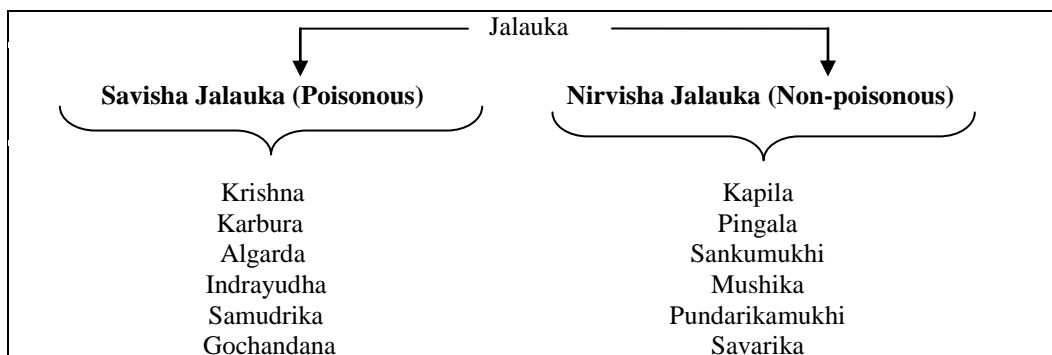 Jalauka
Savisha Jalauka (Poisonous)
Krishna
Karbura
Algarda
Indrayudha
Samudrika
Gochandana
Nirvisha Jalauka (Non-poisonous)
Kapila
Pingala
Sankumukhi
Mushika
Pundarikamukhi
Savarika